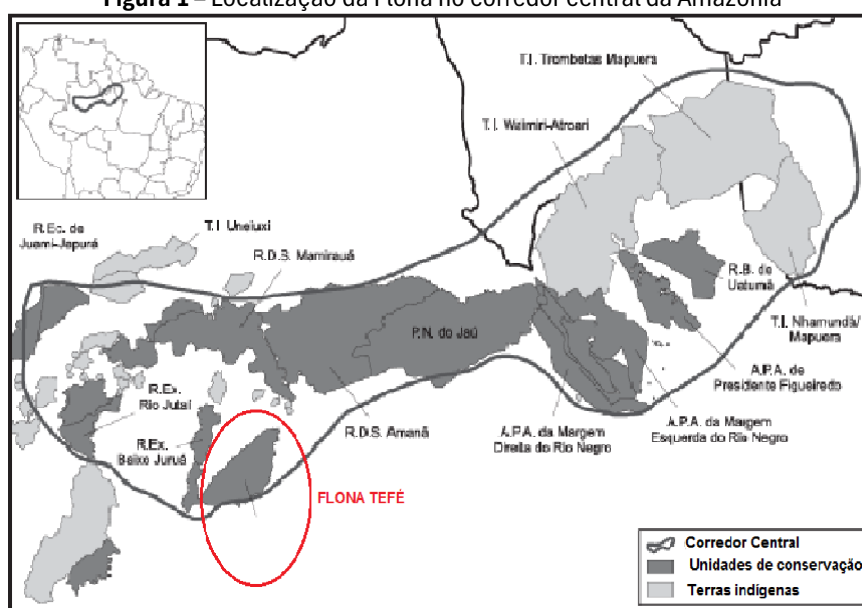 Figura 1 – Localização da Flona no corredor central da Amazônia
T.I. Trombetas Mapuera
T.I. Waimiri-Atroari
R.Ec. de
Juami-Japurá
T.I Uneiuxi
R.D.S. Mamirauá
R.B. de
Uatumã
P.N. do Jaú
T.I. Nhamundá/
Mapuera
A.P.A. de
Presidente Figueiredo
R.Ex.
Rio Jutaí
R.Ex.
Baixo Juruá
R.D.S. Amanã
A.P.A. da Margem
Direita do Rio Negro
A.P.A. da Margem
Esquerda do Rio Negro
FLONA TEFÉ
Corredor Central
Unidades de conservação
Terras indígenas